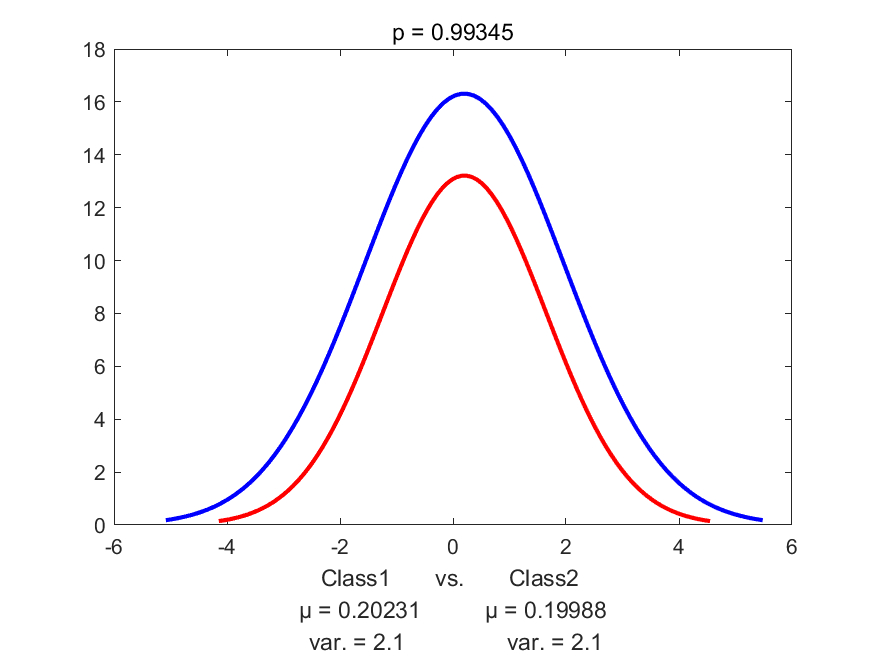 p = 0.99345
18
16
14
12
10
8
6
4
2
0
-6 -4 -2 0 2 4 6
Class1 vs. Class2
μ = 0.20231 μ = 0.19988
var. = 2.1 var. = 2.1